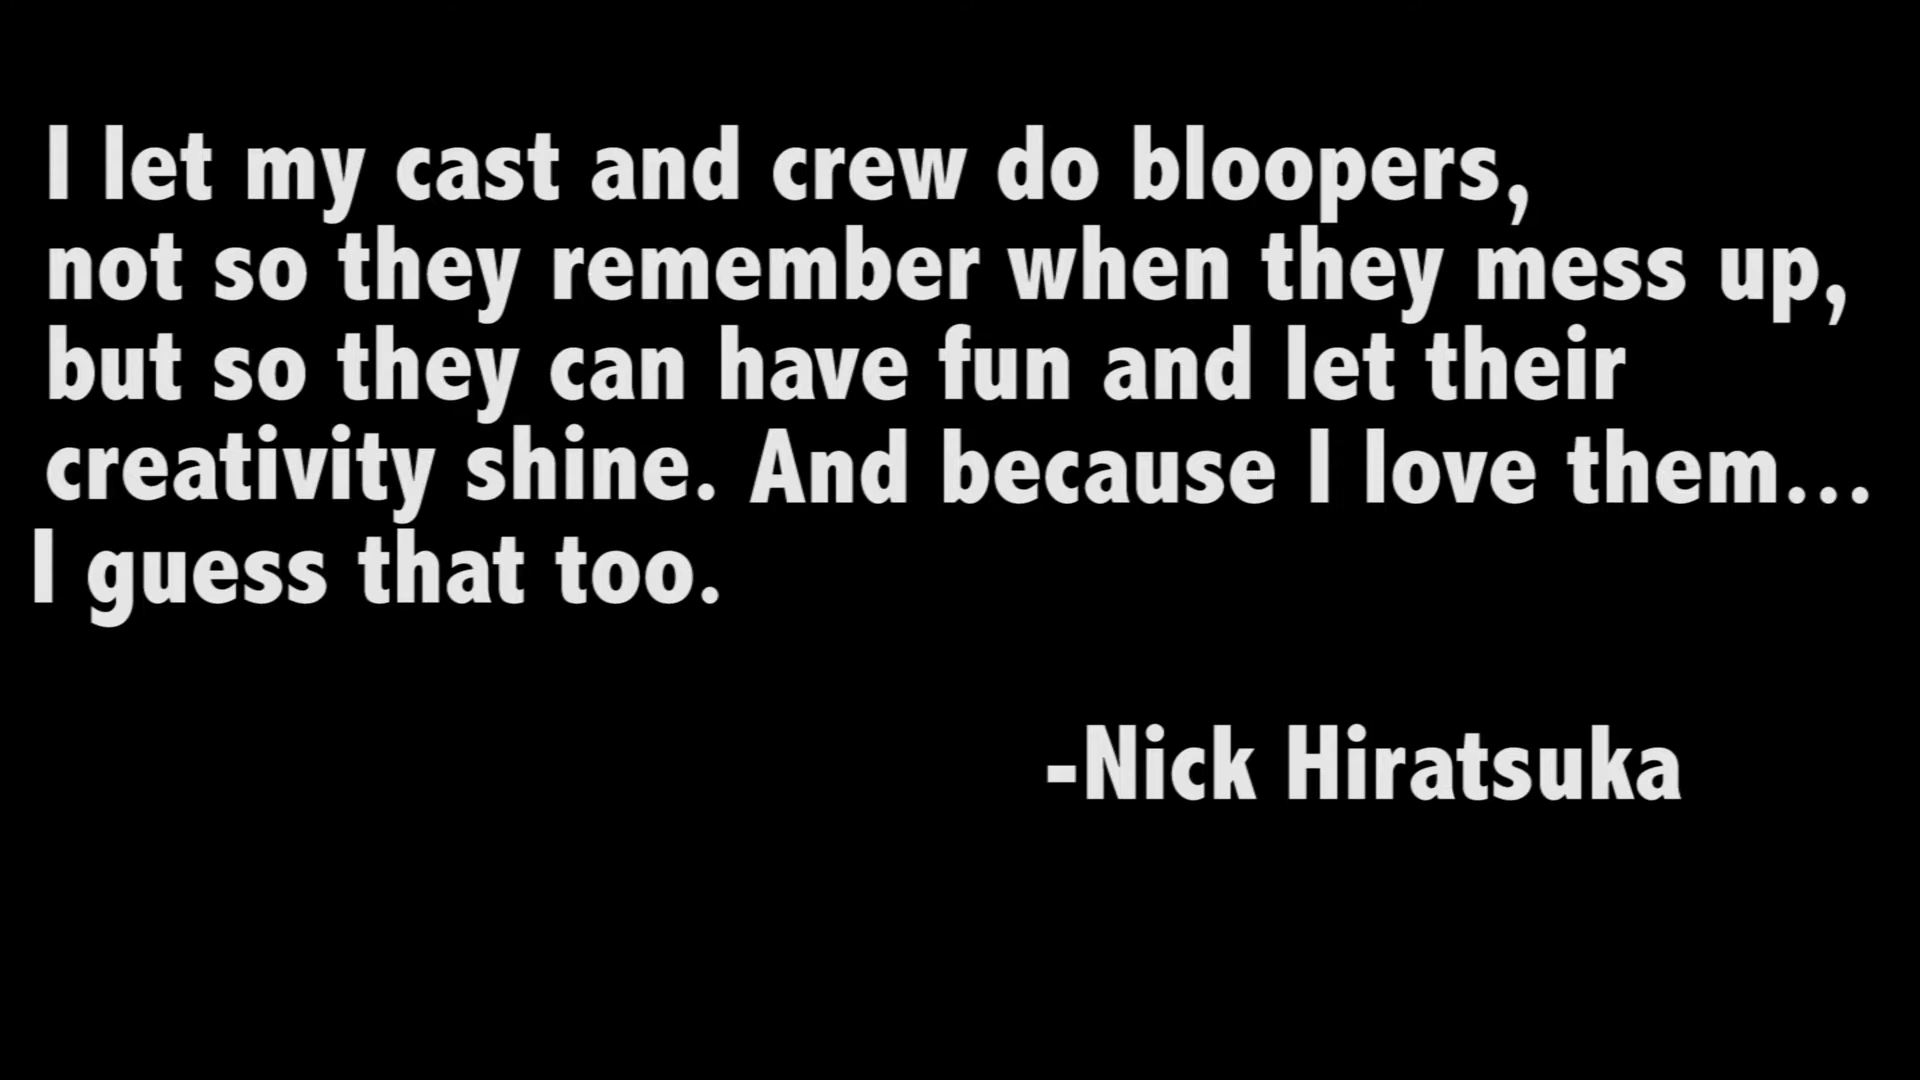 I let my cast and crew do bloopers,
not so they remember when they mess up,
but so they can have fun and let their
creativity shine. And because I love them...
I guess that too.
-Nick Hiratsuka